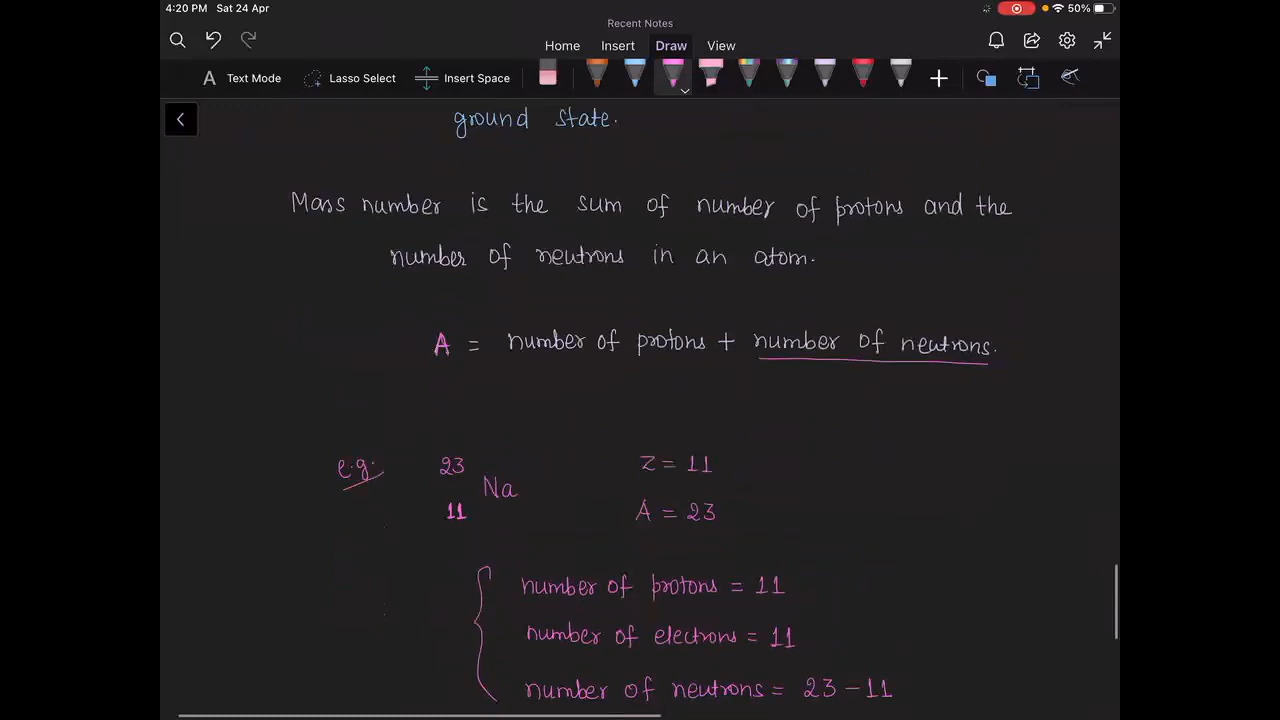 4:20 PM Sat 24 Apr
50%
Recent Notes
Home Insert Draw View
Text Mode Lasso Select Insert Space
ground state.
Mass number is the sum of number of protons and the
number of neutrons in an atom.
A = number of protons + number of neutrons.
e.g. 23 Z = 11
Na
11 A = 23
number of protons = 11
number of electrons = 11
number of neutrons = 23 - 11